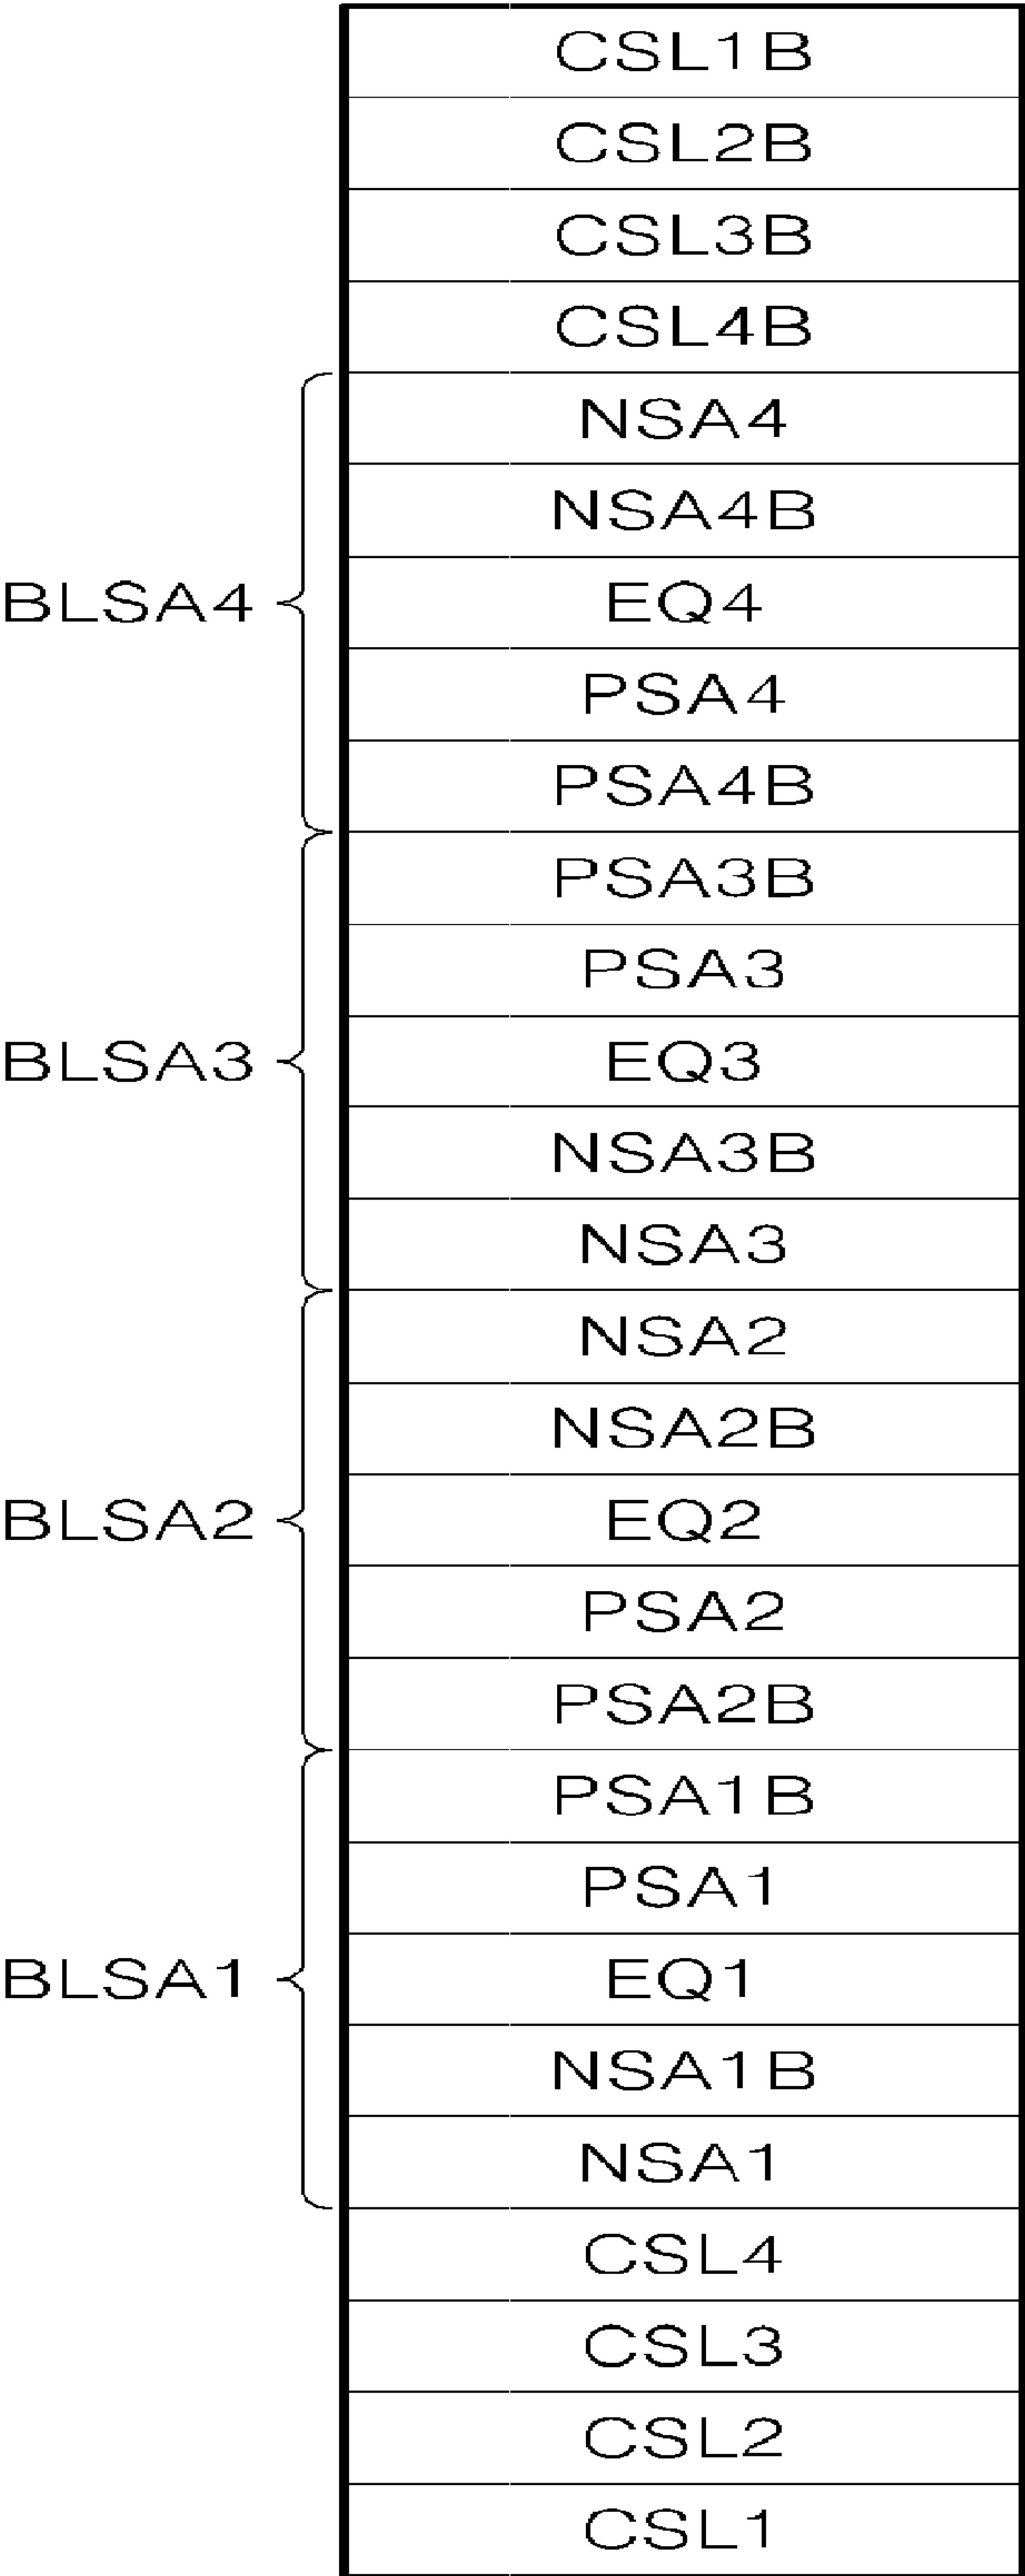 CSL1B
CSL2B
CSL3B
CSL4B
NSA4
NSA4B
BLSA4 EQ4
PSA4
PSA4B
PSA3B
PSA3
BLSA3 EQ3
NSA3B
NSA3
NSA2
NSA2B
BLSA2 EQ2
PSA2
PSA2B
PSA1B
PSA1
BLSA1 EQ1
NSA1B
NSA1
CSL4
CSL3
CSL2
CSL1